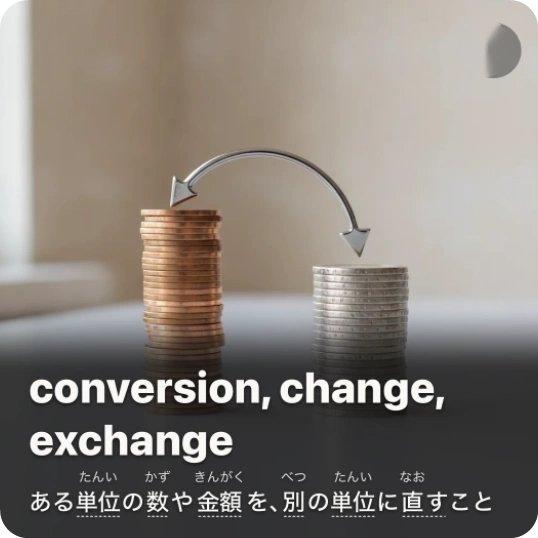 conversion, change,
exchange
たんい かず きんがく べつ たんい なお
ある単位の数や金額を、別の単位に直すこと